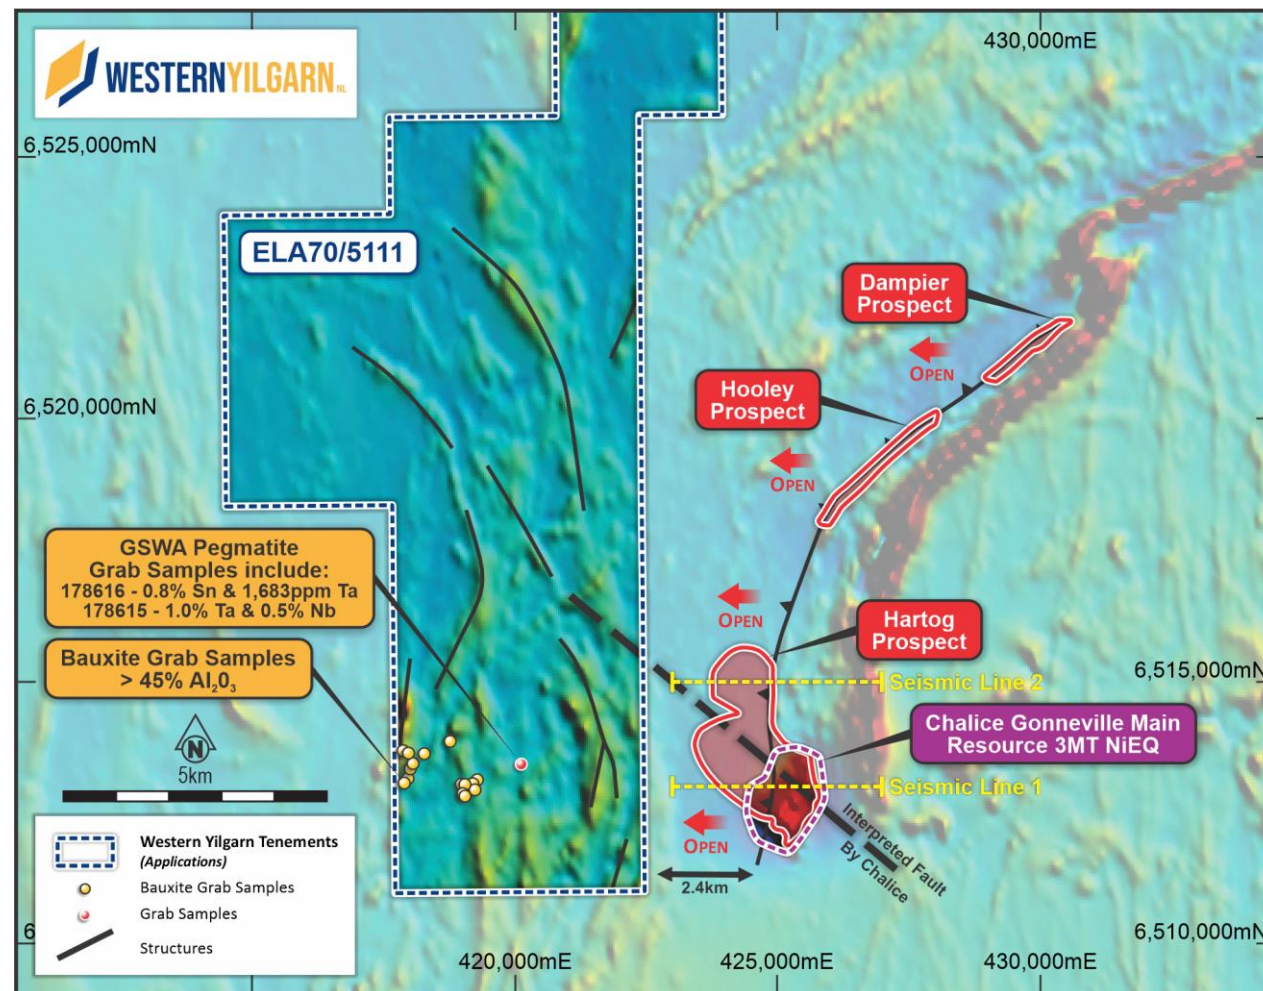 WESTERNYILGARN NL
430,000mE
6,525,000mN
ELA70/5111
Dampier
Prospect
OPEN
Hooley
Prospect
6,520,000mN
OPEN
GSWA Pegmatite
Grab Samples include:
178616 - 0.8% Sn & 1,683ppm Ta
178615 - 1.0% Ta & 0.5% Nb
OPEN
Hartog
Prospect
Bauxite Grab Samples
> 45% Al₂0₃
6,515,000mN
Seismic Line 2
Chalice Gonneville Main
Resource 3MT NiEQ
N
5km
Seismic Line 1
OPEN
Interpreted Fault
By Chalice
2.4km
Western Yilgarn Tenements
(Applications)
Bauxite Grab Samples
Grab Samples
Structures
6
6,510,000mN
420,000mE
425,000mE
430,000mE